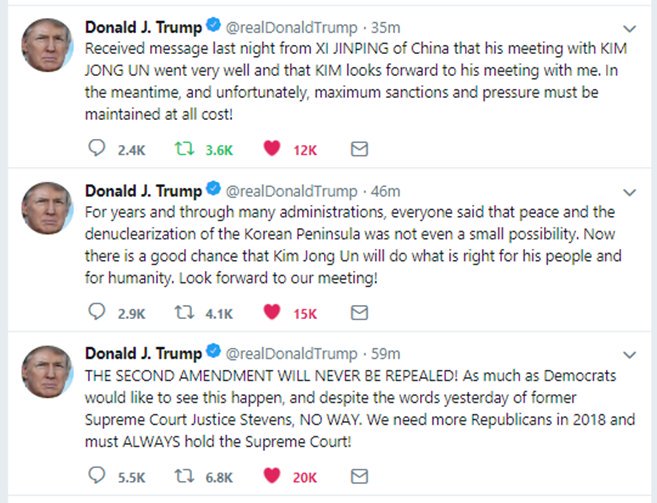 Donald J. Trump @realDonaldTrump · 35m
Received message last night from XI JINPING of China that his meeting with KIM
JONG UN went very well and that KIM looks forward to his meeting with me. In
the meantime, and unfortunately, maximum sanctions and pressure must be
maintained at all cost!
2.4K 3.6K 12K
Donald J. Trump @realDonaldTrump · 46m
For years and through many administrations, everyone said that peace and the
denuclearization of the Korean Peninsula was not even a small possibility. Now
there is a good chance that Kim Jong Un will do what is right for his people and
for humanity. Look forward to our meeting!
2.9K 4.1K 15K
Donald J. Trump @realDonaldTrump · 59m
THE SECOND AMENDMENT WILL NEVER BE REPEALED! As much as Democrats
would like to see this happen, and despite the words yesterday of former
Supreme Court Justice Stevens, NO WAY. We need more Republicans in 2018 and
must ALWAYS hold the Supreme Court!
5.5K 6.8K 20K